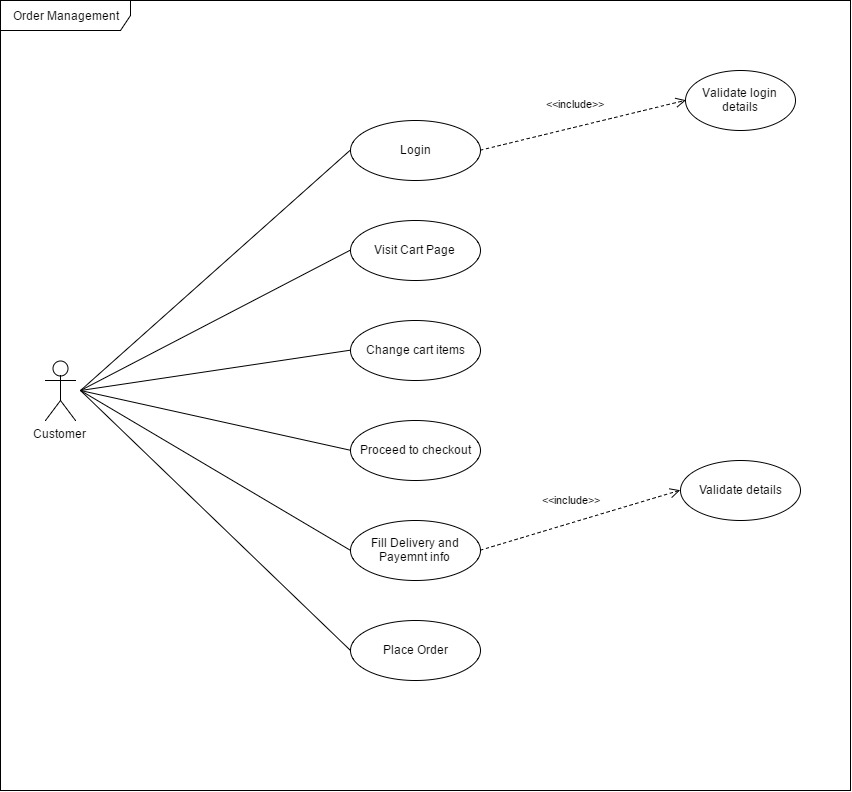 Order Management
Validate login
details
<<include>>
Login
Visit Cart Page
Change cart items
Customer
Proceed to checkout
Validate details
<<include>>
Fill Delivery and
Payemnt info
Place Order